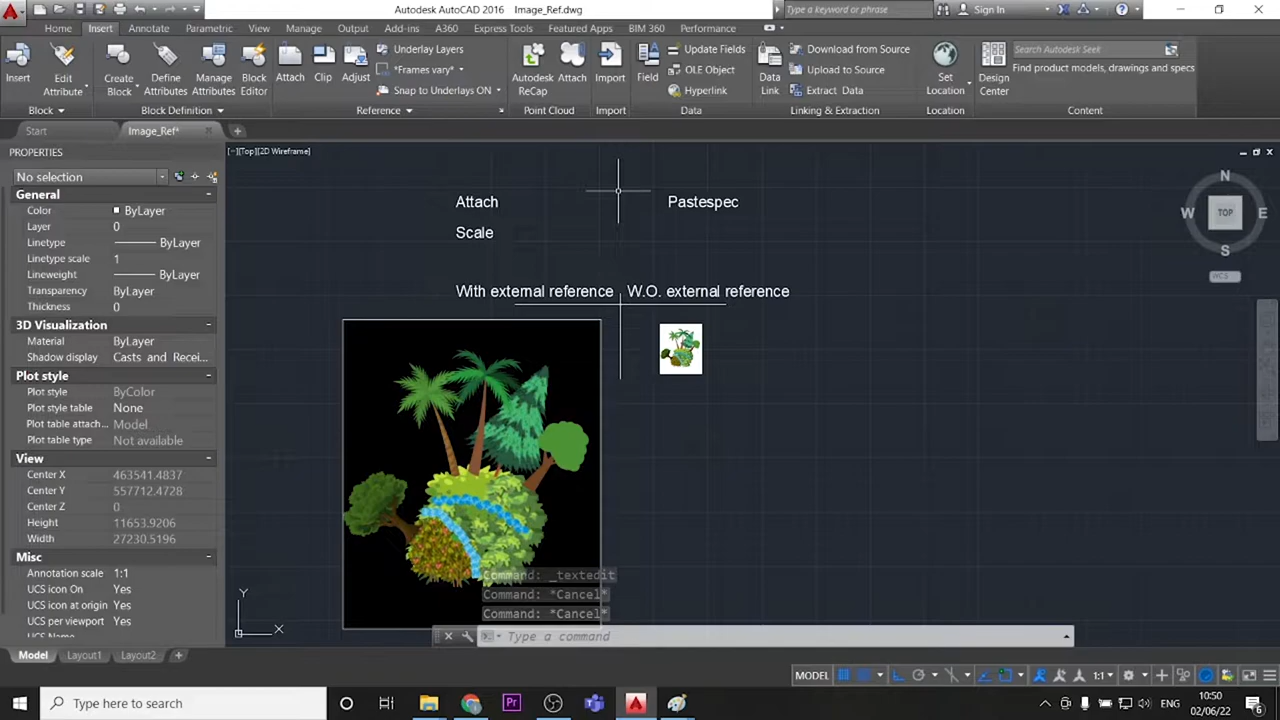 Autodesk AutoCAD 2016 Image_Ref.dwg
Type a keyword or phrase
Sign In
Home Insert Annotate Parametric View Manage Output Add-ins A360 Express Tools Featured Apps BIM 360 Performance
Insert
Edit Attribute
Create Block
Define Attributes
Manage Attributes
Block Editor
Attach
Clip
Adjust
Underlay Layers
*Frames vary*
Snap to Underlays ON
Autodesk ReCap
Attach
Import
Field
Update Fields
OLE Object
Hyperlink
Data Link
Download from Source
Upload to Source
Extract Data
Set Location
Design Center
Search Autodesk Seek
Find product models, drawings and specs
Block Block Definition Reference Point Cloud Import Data Linking & Extraction Location Content
Start Image_Ref*
PROPERTIES
[−][Top][2D Wireframe]
No selection
General
Color ByLayer
Layer 0
Linetype ByLayer
Linetype scale 1
Lineweight ByLayer
Transparency ByLayer
Thickness 0
3D Visualization
Material ByLayer
Shadow display Casts and Recei...
Plot style
Plot style ByColor
Plot style table None
Plot table attach... Model
Plot table type Not available
View
Center X 463541.4837
Center Y 557712.4728
Center Z 0
Height 11653.9206
Width 27230.5196
Misc
Annotation scale 1:1
UCS icon On Yes
UCS icon at origin Yes
UCS per viewport Yes
UCS Name
Attach Pastespec
Scale
With external reference W.O. external reference
N
W TOP E
S
WCS
Command: _textedit
Command: *Cancel*
Command: *Cancel*
Type a command
Y
X
Model Layout1 Layout2
MODEL 1:1
Type here to search
Pr
ENG
10:50
02/06/22
6